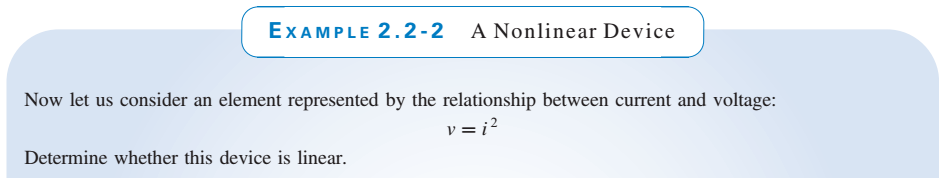 EXAMPLE 2.2-2 A Nonlinear Device
Now let us consider an element represented by the relationship between current and voltage:
v = i²
Determine whether this device is linear.